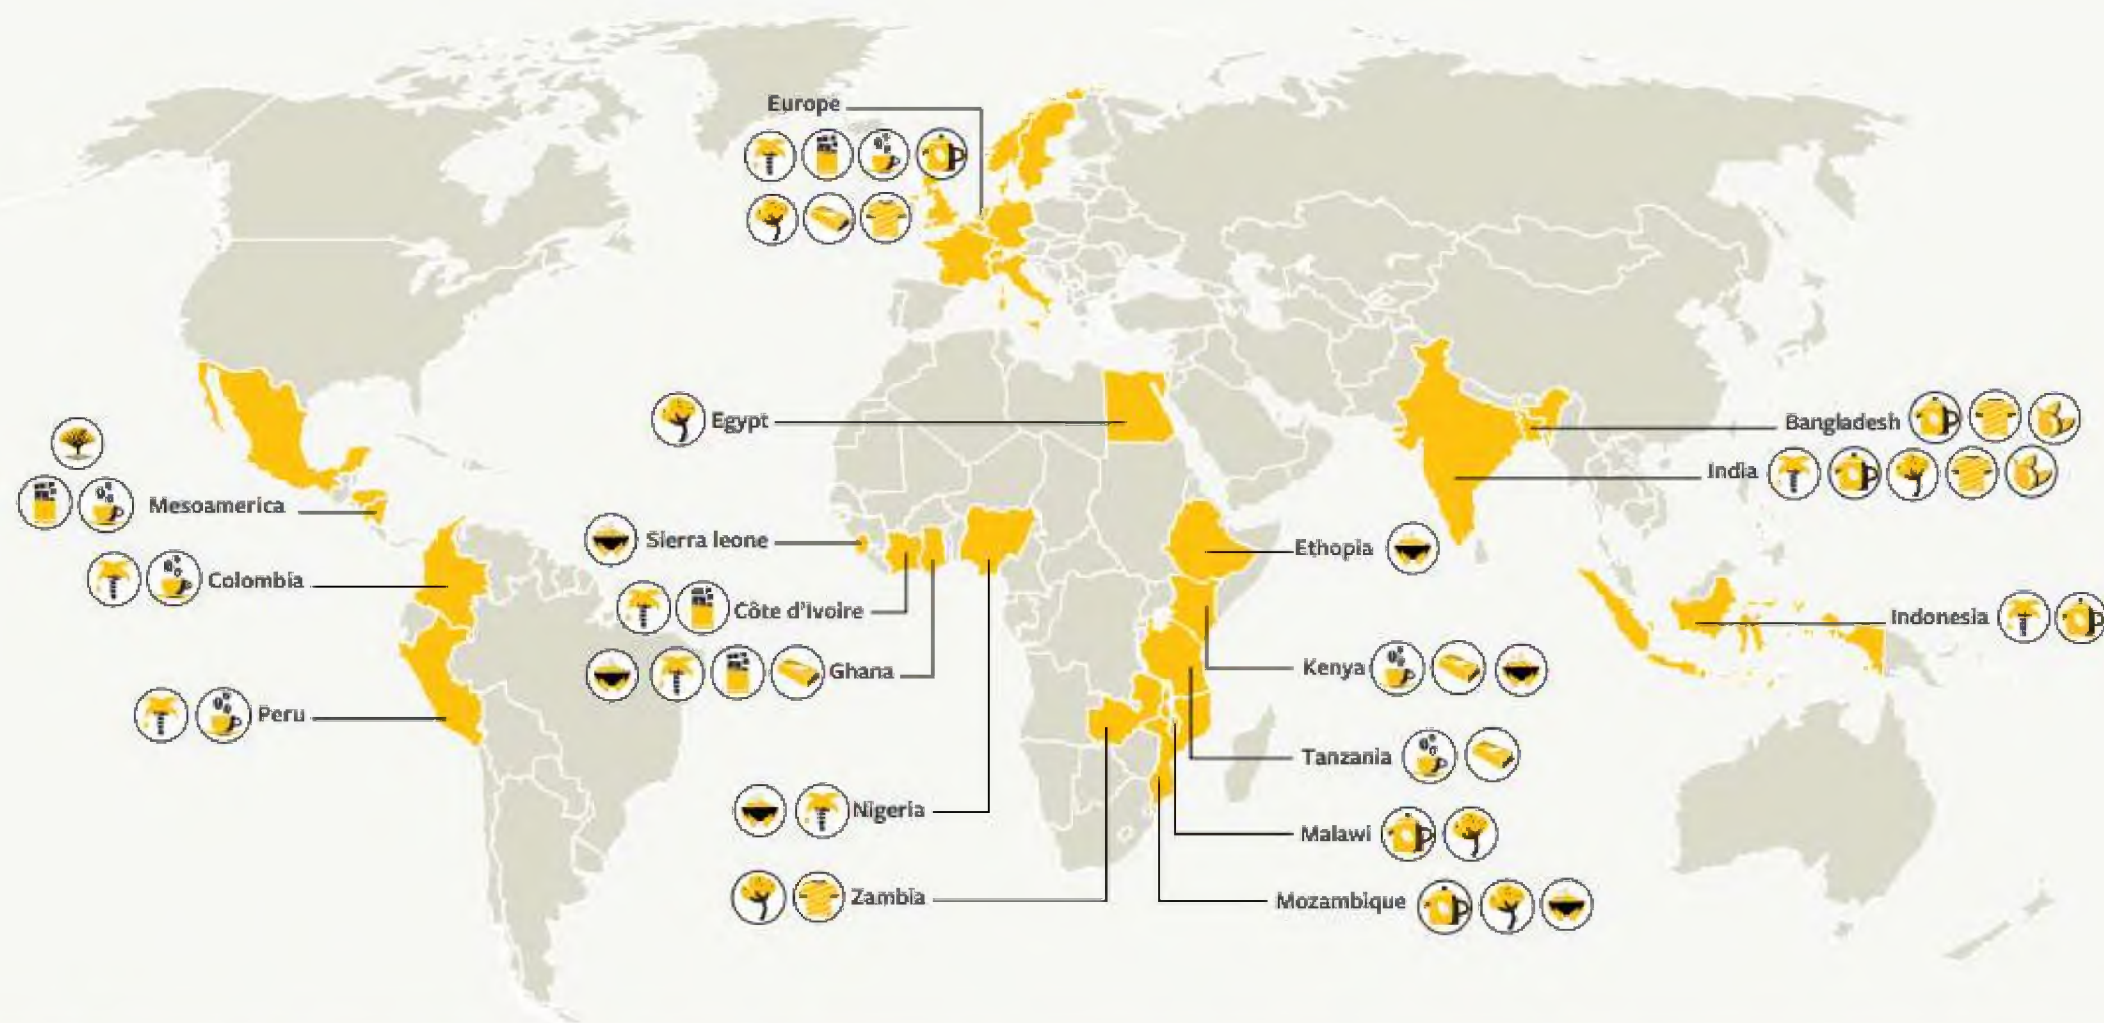 Europe
Egypt
Bangladesh
India
Mesoamerica
Sierra leone
Ethopia
Colombia
Côte d'Ivoire
Indonesia
Ghana
Kenya
Peru
Tanzania
Nigeria
Malawi
Zambia
Mozambique